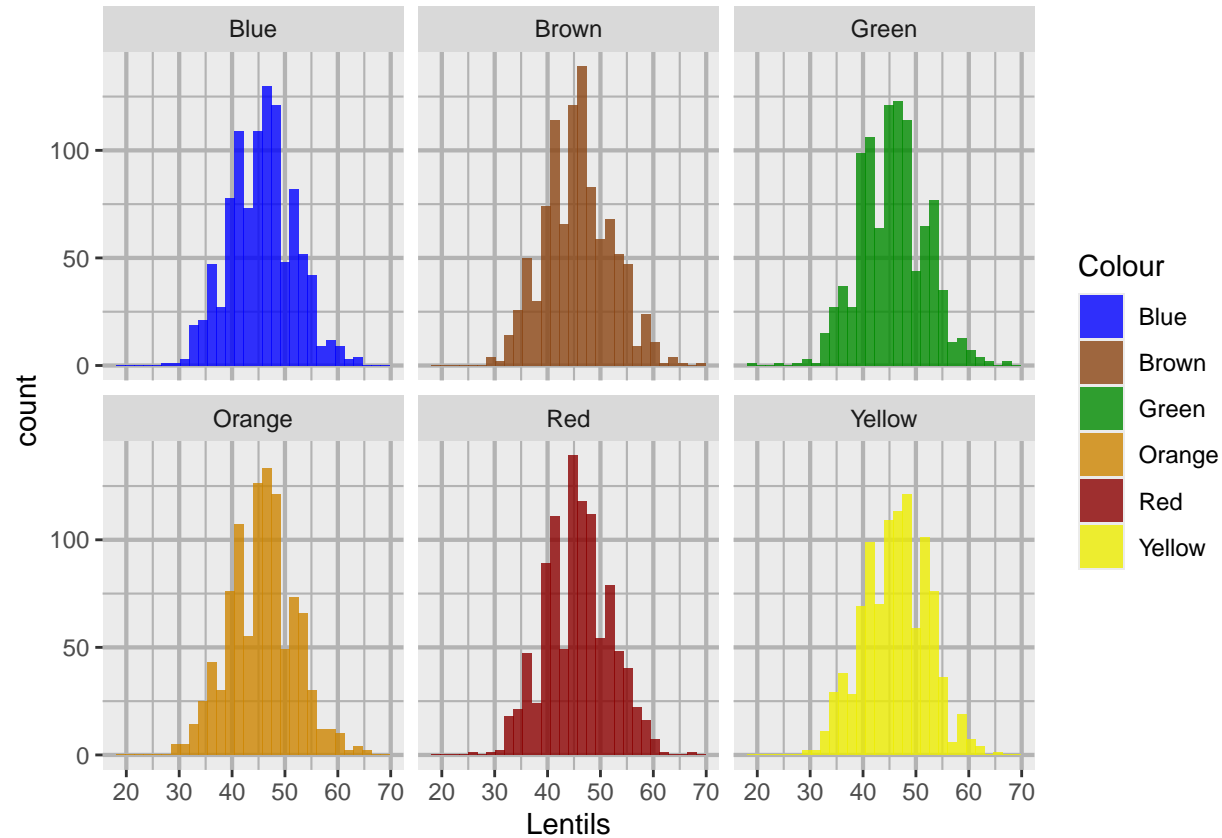 Blue Brown Green
100
50
0
Orange Red Yellow
100
50
0
20 30 40 50 60 70 20 30 40 50 60 70 20 30 40 50 60 70
Lentils
count
Colour
Blue
Brown
Green
Orange
Red
Yellow